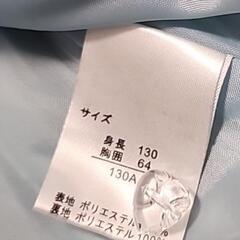 サイズ
身長 130
胸囲 64
130A
表地 ポリエステル %
裏地 ポリエステル100%